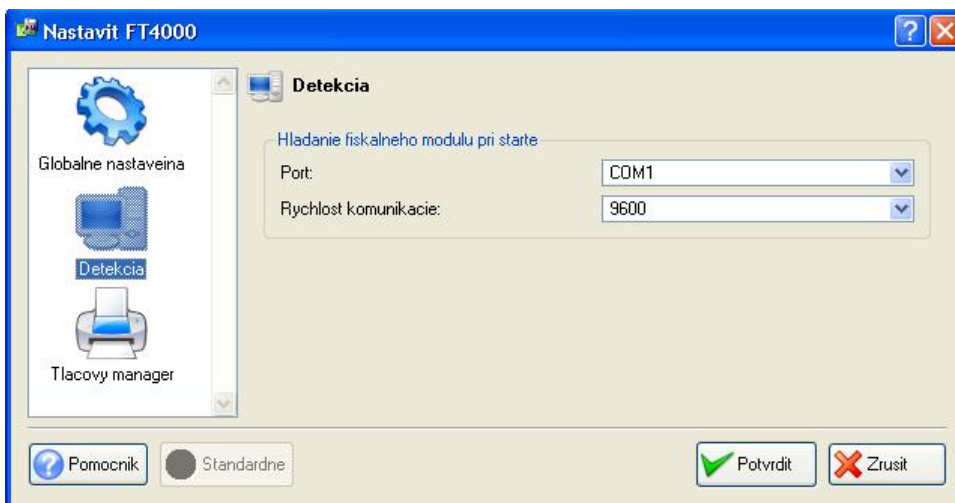 Nastavit FT4000
Globalne nastaveina
Detekcia
Tlacovy manager
Detekcia
Hladanie fiskalneho modulu pri starte
Port: COM1
Rychlost komunikacie: 9600
Pomocnik Standardne Potvrdit Zrusit